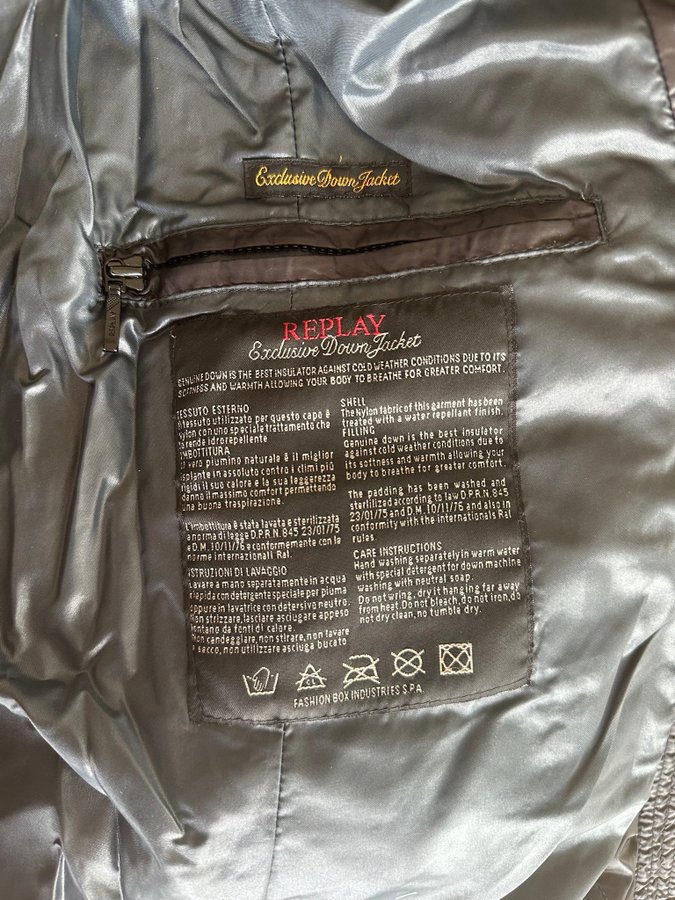 Exclusive Down Jacket
REPLAY
REPLAY
Exclusive Down Jacket
GENUINE DOWN IS THE BEST INSULATOR AGAINST COLD WEATHER CONDITIONS DUE TO ITS
SOFTNESS AND WARMTH ALLOWING YOUR BODY TO BREATHE FOR GREATER COMFORT.
TESSUTO ESTERNO
Il tessuto utilizzato per questo capo è
Nylon con uno speciale trattamento che
lo rende idrorepellente
IMBOTTITURA
Il vero piumino naturale è il miglior
isolante in assoluto contro i climi più
rigidi il suo calore e la sua leggerezza
danno il massimo comfort permettendo
una buona traspirazione.
L'imbottitura è stata lavata e sterilizzata
a norma di legge D.P.R.N. 845 23/01/75
e D.M. 10/11/76 e conformemente con le
norme internazionali Ral.
ISTRUZIONI DI LAVAGGIO
Lavare a mano separatamente in acqua
tiepida con detergente speciale per piuma
oppure in lavatrice con detersivo neutro.
Non strizzare, lasciare asciugare appeso
lontano da fonti di calore.
Non candeggiare, non stirare, non lavare
a secco, non utilizzare asciuga bucato
SHELL
The Nylon fabric of this garment has been
treated with a water repellant finish.
FILLING
Genuine down is the best insulator
against cold weather conditions due to
its softness and warmth allowing your
body to breathe for greater comfort.
The padding has been washed and
sterilized according to law D.P.R.N. 845
23/01/75 and D.M. 10/11/76 and also in
conformity with the internationals Ral
rules.
CARE INSTRUCTIONS
Hand washing separately in warm water
with special detergent for down machine
washing with neutral soap.
Do not wring, dry it hanging far away
from heat. Do not bleach, do not iron, do
not dry clean, no tumble dry.
CL
FASHION BOX INDUSTRIES S.P.A.